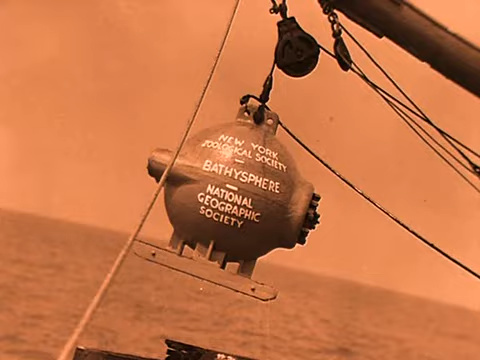 NEW YORK
ZOOLOGICAL SOCIETY
BATHYSPHERE
NATIONAL
GEOGRAPHIC
SOCIETY